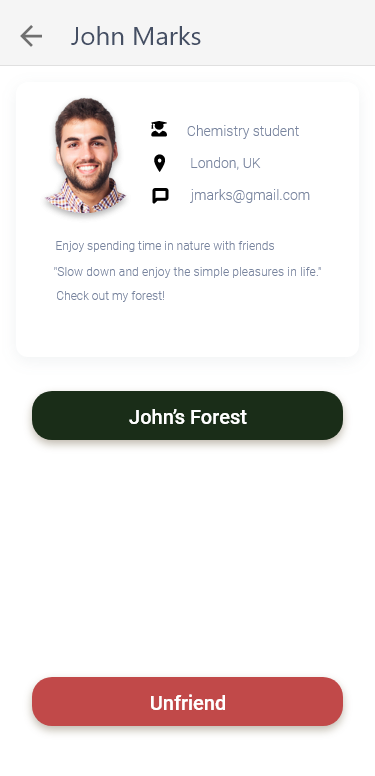 John Marks
Chemistry student
London, UK
jmarks@gmail.com
Enjoy spending time in nature with friends
"Slow down and enjoy the simple pleasures in life."
Check out my forest!
John's Forest
Unfriend